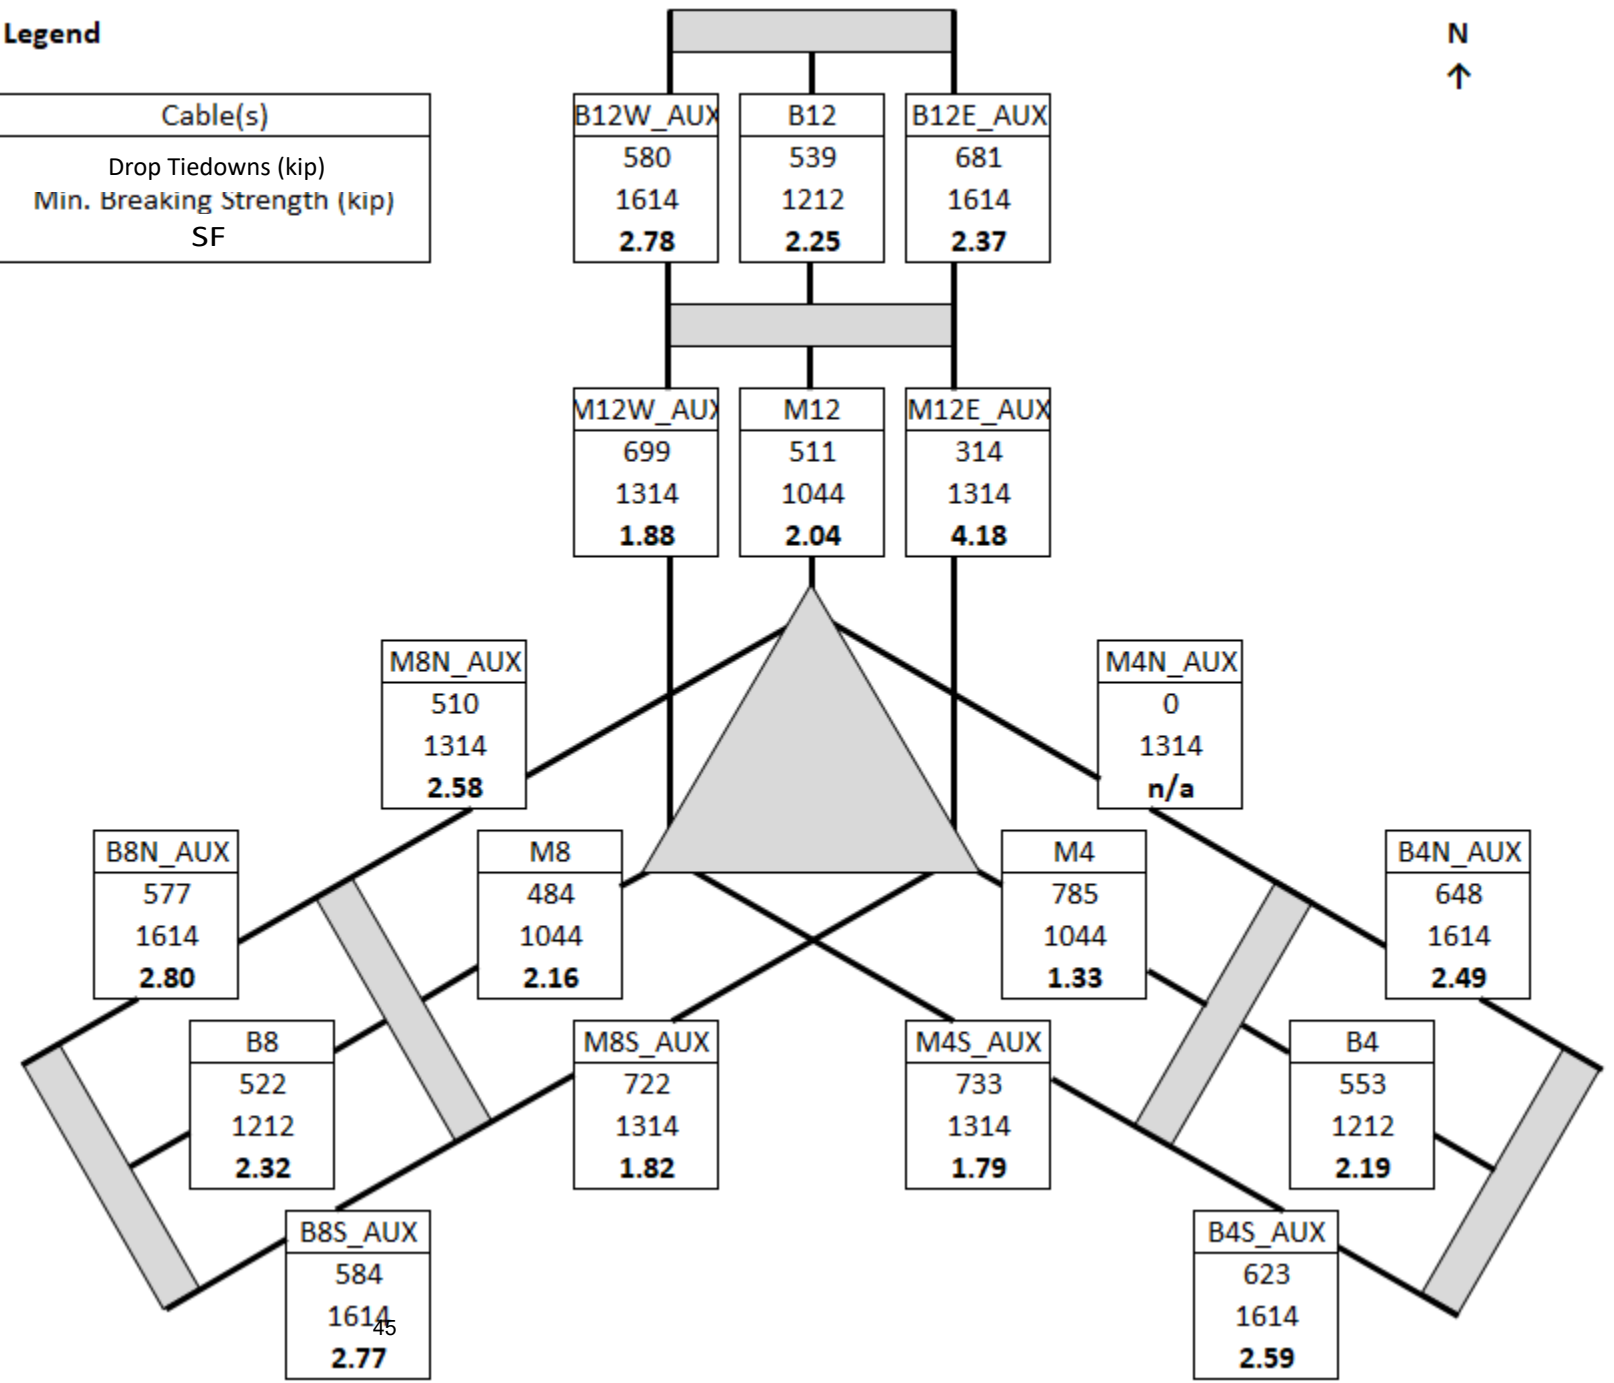 Legend
N
↑
Cable(s)
Drop Tiedowns (kip)
Min. Breaking Strength (kip)
SF
B12W_AUX
580
1614
2.78
B12
539
1212
2.25
B12E_AUX
681
1614
2.37
M12W_AUX
699
1314
1.88
M12
511
1044
2.04
M12E_AUX
314
1314
4.18
M8N_AUX
510
1314
2.58
M4N_AUX
0
1314
n/a
B8N_AUX
577
1614
2.80
M8
484
1044
2.16
M4
785
1044
1.33
B4N_AUX
648
1614
2.49
B8
522
1212
2.32
M8S_AUX
722
1314
1.82
M4S_AUX
733
1314
1.79
B4
553
1212
2.19
B8S_AUX
584
1614
45
2.77
B4S_AUX
623
1614
2.59